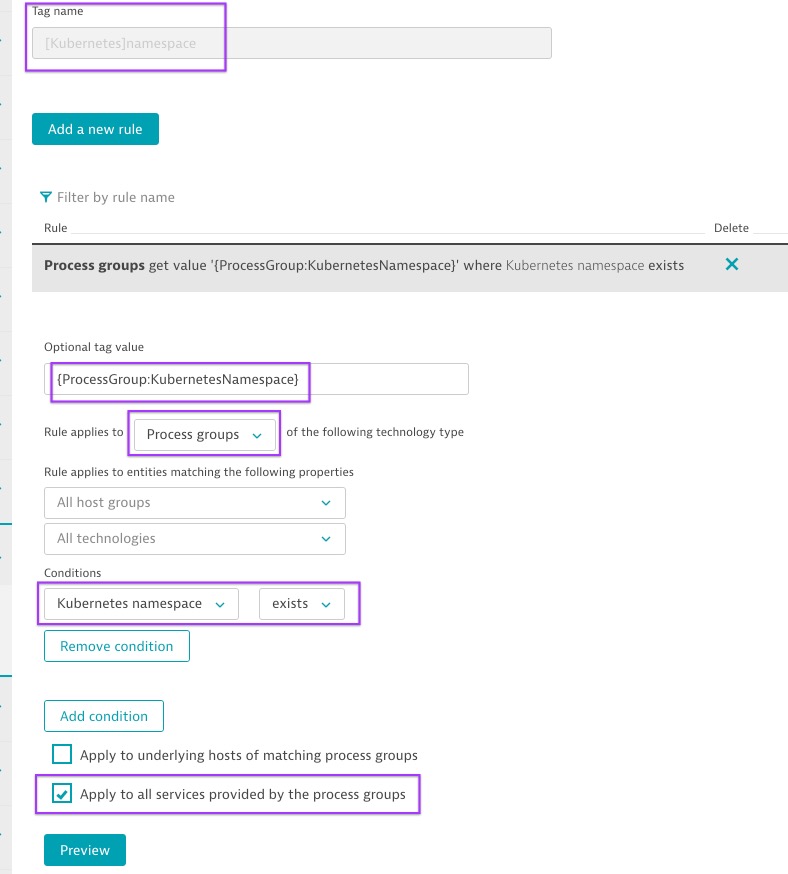 Tag name
[Kubernetes]namespace
Add a new rule
Filter by rule name
Rule Delete
Process groups get value '{ProcessGroup:KubernetesNamespace}' where Kubernetes namespace exists
Optional tag value
{ProcessGroup:KubernetesNamespace}
Rule applies to Process groups of the following technology type
Rule applies to entities matching the following properties
All host groups
All technologies
Conditions
Kubernetes namespace exists
Remove condition
Add condition
Apply to underlying hosts of matching process groups
Apply to all services provided by the process groups
Preview